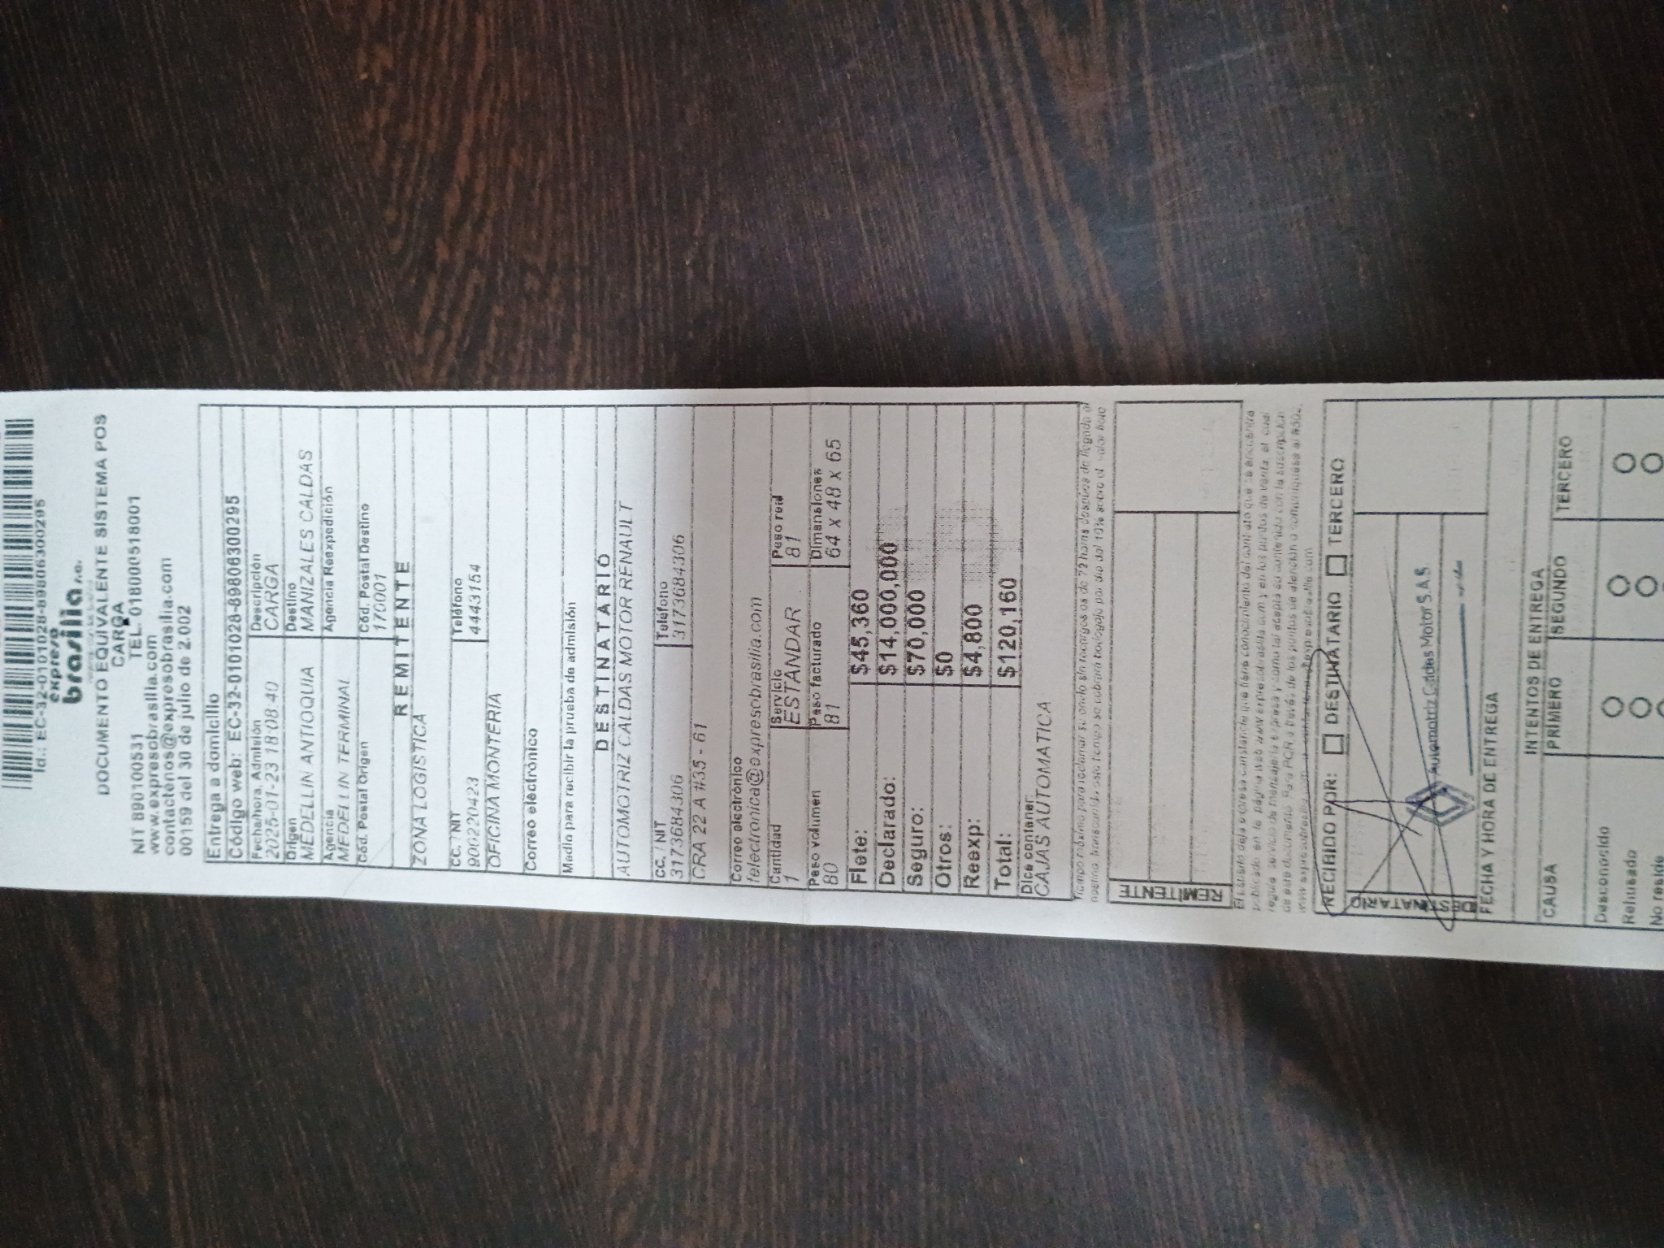 Id.: EC-32-0101028-89806300295
expreso
brasilia
DOCUMENTO EQUIVALENTE SISTEMA POS
CARGA
NIT 890100531 TEL. 018000518001
www.expresobrasilia.com
contactenos@expresobrasilia.com
00159 del 30 de julio de 2.002
Entrega a domicilio
Código web: EC-32-0101028-89806300295
Fecha/hora. Admisión Descripción
2025-01-23 18:08:40 CARGA
Origen Destino
MEDELLIN ANTIOQUIA MANIZALES CALDAS
Agencia Agencia Reexpedición
MEDELLIN TERMINAL
Cód. Postal Origen Cód. Postal Destino
170001
REMITENTE
ZONA LOGISTICA
CC. / NIT Teléfono
900220423 4443154
OFICINA MONTERIA
Correo electrónico
Medio para recibir la prueba de admisión
DESTINATARIO
AUTOMOTRIZ CALDAS MOTOR RENAULT
CC. / NIT Teléfono
3173684306 3173684306
CRA 22 A #35 - 61
Correo electrónico
felectronica@expresobrasilia.com
Cantidad Servicio Peso real
1 ESTANDAR 81
Peso volumen Peso facturado Dimensiones
80 81 64 x 48 x 65
Flete: $45,360
Declarado: $14,000,000
Seguro: $70,000
Otros: $0
Reexp: $4,800
Total: $120,160
Dice contener:
CAJAS AUTOMATICA
REMITENTE
RECIBIDO POR: DESTINATARIO TERCERO
DESTINATARIO
Automotriz Caldas Motor S.A.S
FECHA Y HORA DE ENTREGA
INTENTOS DE ENTREGA
CAUSA PRIMERO SEGUNDO TERCERO
Desconocido
Rehusado
No reside